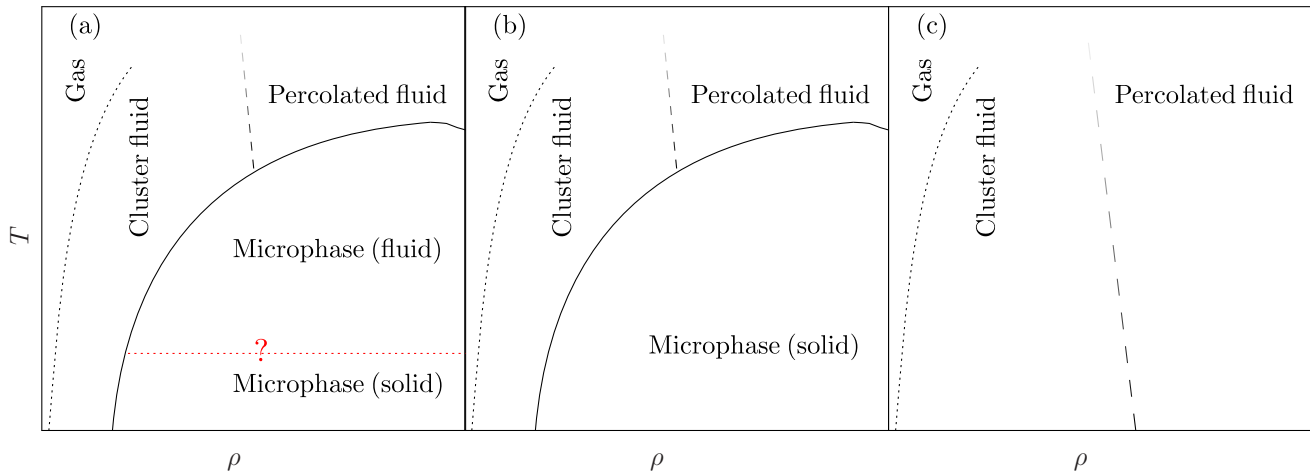 (a)
Gas
Cluster fluid
Percolated fluid
Microphase (fluid)
?
Microphase (solid)
(b)
Gas
Cluster fluid
Percolated fluid
Microphase (solid)
(c)
Gas
Cluster fluid
Percolated fluid
T
ρ
ρ
ρ